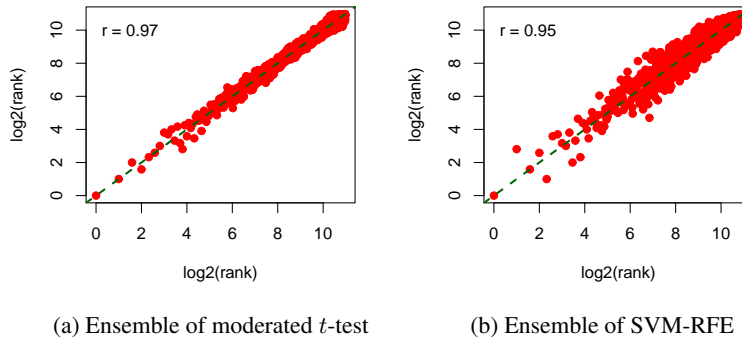 r = 0.97
10
8
6
4
2
0
log2(rank)
0 2 4 6 8 10
log2(rank)
(a) Ensemble of moderated t-test
r = 0.95
10
8
6
4
2
0
log2(rank)
0 2 4 6 8 10
log2(rank)
(b) Ensemble of SVM-RFE